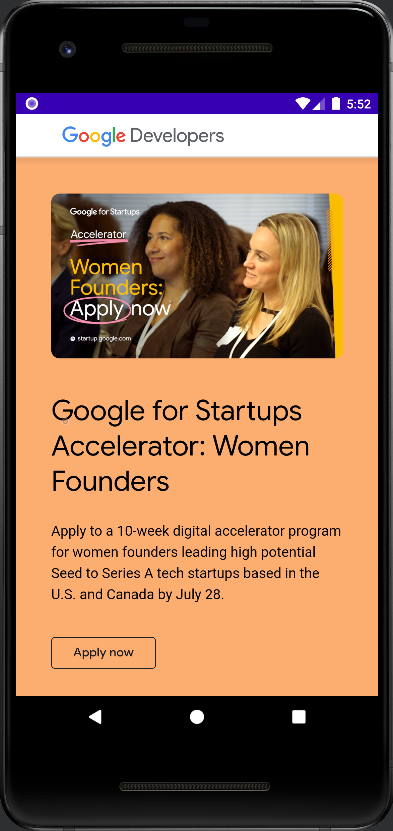 5:52
Google Developers
Google for Startups
Accelerator
Women
Founders:
Apply now
startup.google.com
Google for Startups
Accelerator: Women
Founders
Apply to a 10-week digital accelerator program
for women founders leading high potential
Seed to Series A tech startups based in the
U.S. and Canada by July 28.
Apply now